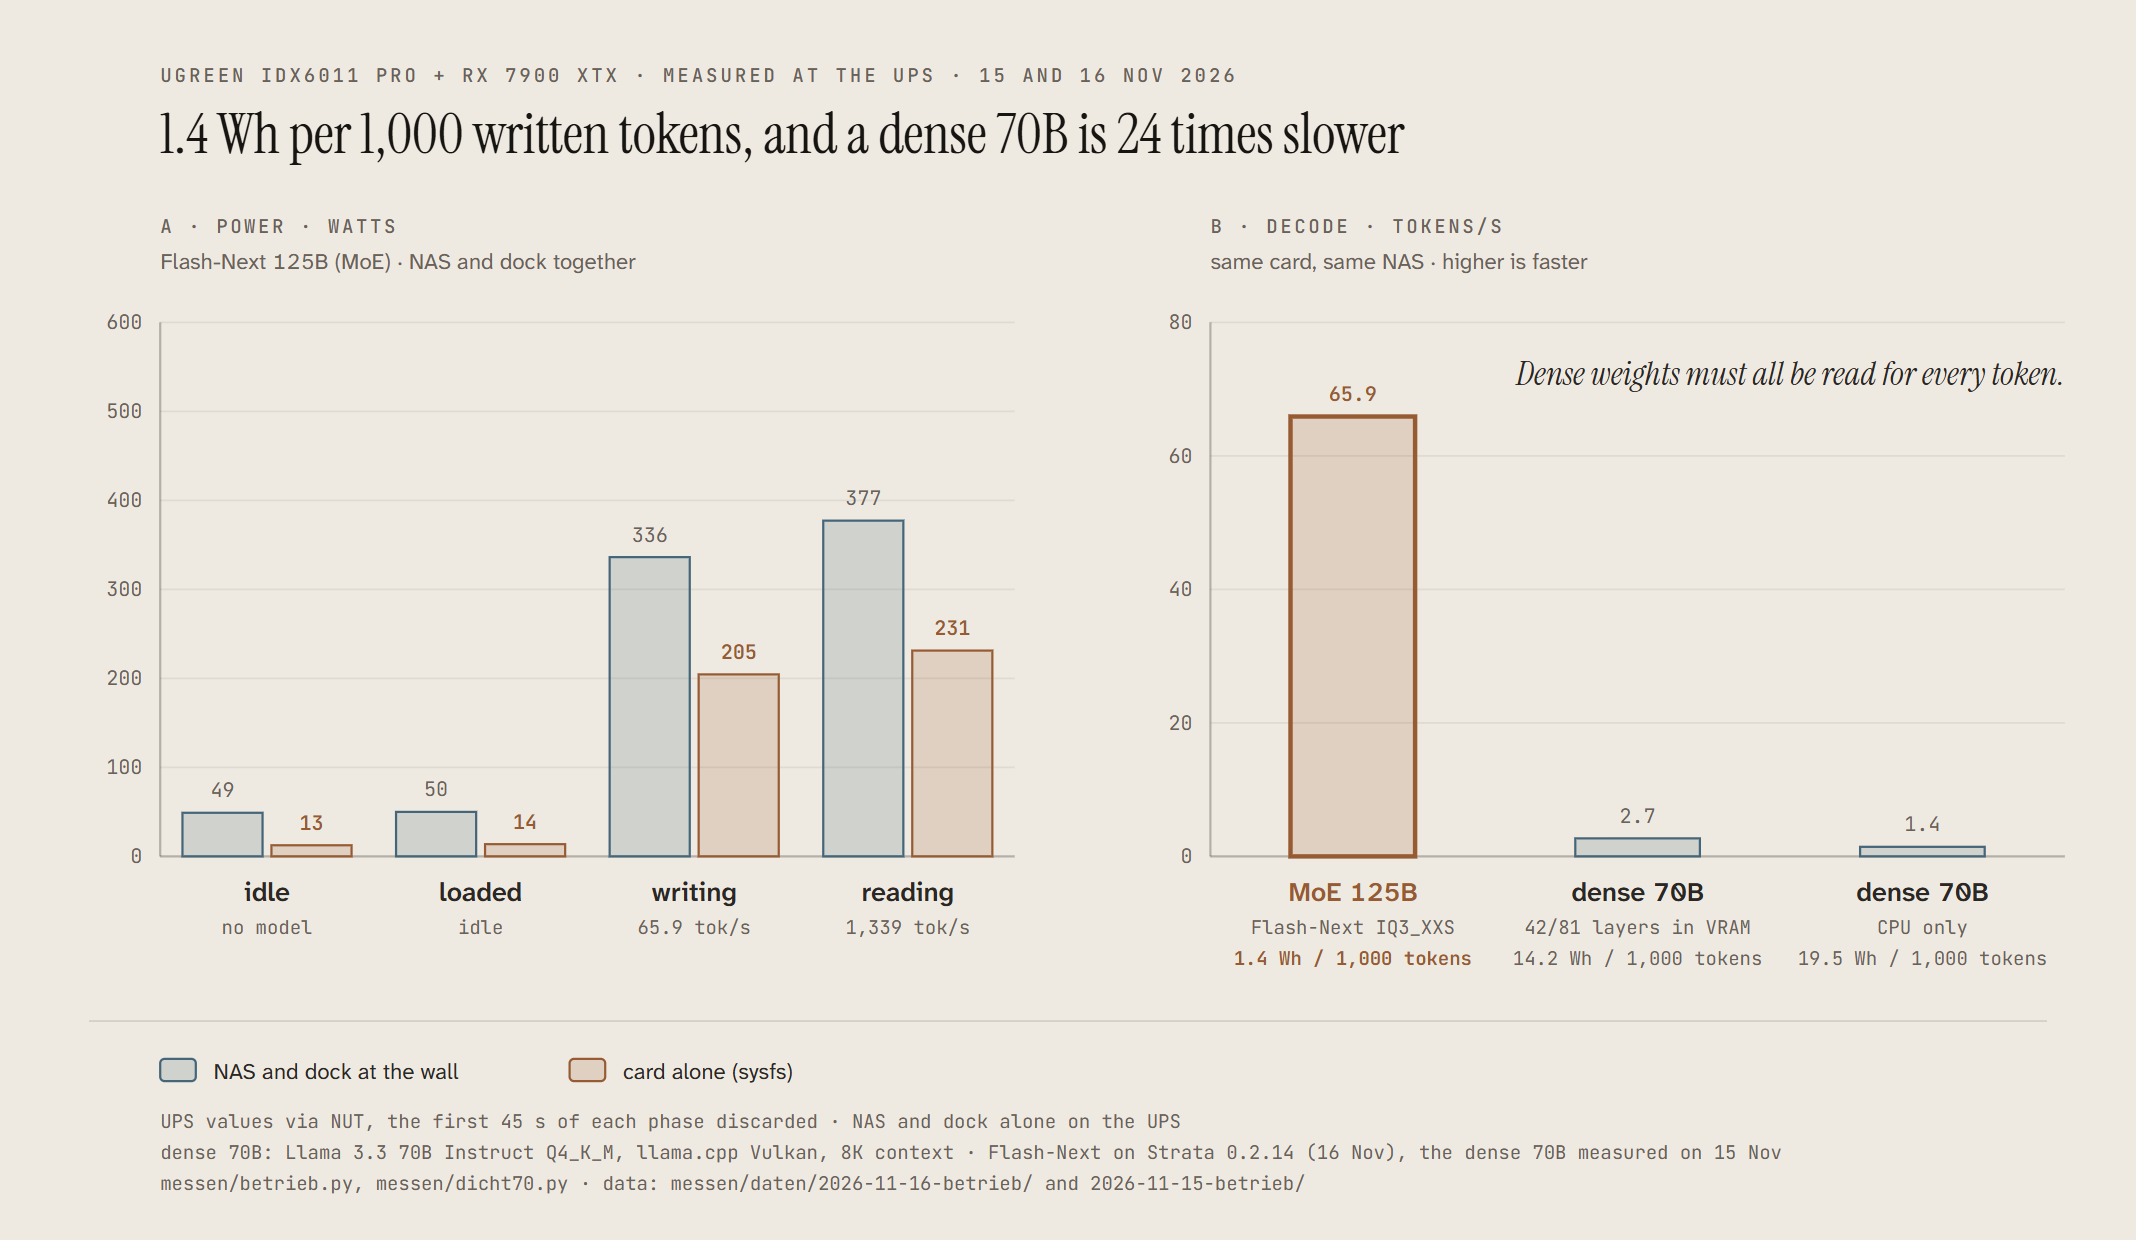 UGREEN IDX6011 PRO + RX 7900 XTX · MEASURED AT THE UPS · 15 AND 16 NOV 2026
1.4 Wh per 1,000 written tokens, and a dense 70B is 24 times slower
A · POWER · WATTS
Flash-Next 125B (MoE) · NAS and dock together
600
500
400
300
200
100
0
49
13
50
14
336
205
377
231
idle
no model
loaded
idle
writing
65.9 tok/s
reading
1,339 tok/s
B · DECODE · TOKENS/S
same card, same NAS · higher is faster
80
60
40
20
0
Dense weights must all be read for every token.
65.9
2.7
1.4
MoE 125B
Flash-Next IQ3_XXS
1.4 Wh / 1,000 tokens
dense 70B
42/81 layers in VRAM
14.2 Wh / 1,000 tokens
dense 70B
CPU only
19.5 Wh / 1,000 tokens
NAS and dock at the wall
card alone (sysfs)
UPS values via NUT, the first 45 s of each phase discarded · NAS and dock alone on the UPS
dense 70B: Llama 3.3 70B Instruct Q4_K_M, llama.cpp Vulkan, 8K context · Flash-Next on Strata 0.2.14 (16 Nov), the dense 70B measured on 15 Nov
messen/betrieb.py, messen/dicht70.py · data: messen/daten/2026-11-16-betrieb/ and 2026-11-15-betrieb/